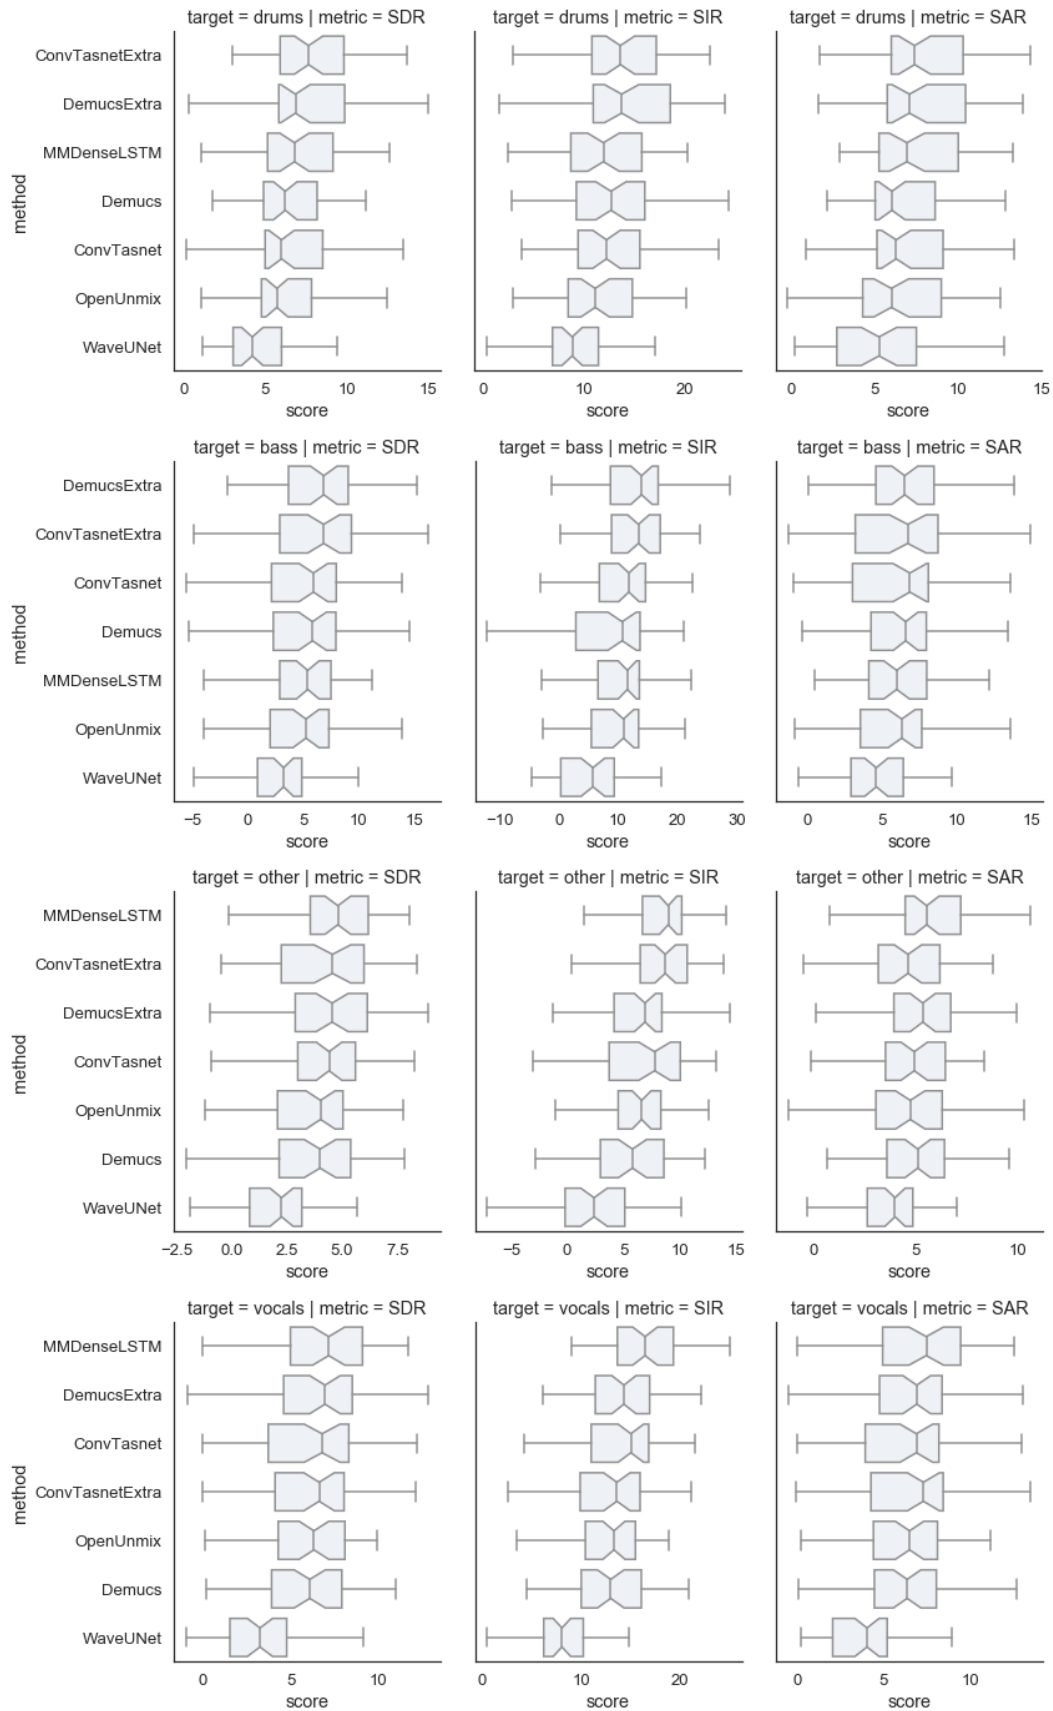 target = drums | metric = SDR
target = drums | metric = SIR
target = drums | metric = SAR
method
ConvTasnetExtra
DemucsExtra
MMDenseLSTM
Demucs
ConvTasnet
OpenUnmix
WaveUNet
0 5 10 15
0 10 20
0 5 10 15
score
score
score
target = bass | metric = SDR
target = bass | metric = SIR
target = bass | metric = SAR
method
DemucsExtra
ConvTasnetExtra
ConvTasnet
Demucs
MMDenseLSTM
OpenUnmix
WaveUNet
−5 0 5 10 15
−10 0 10 20 30
0 5 10 15
score
score
score
target = other | metric = SDR
target = other | metric = SIR
target = other | metric = SAR
method
MMDenseLSTM
ConvTasnetExtra
DemucsExtra
ConvTasnet
OpenUnmix
Demucs
WaveUNet
−2.5 0.0 2.5 5.0 7.5
−5 0 5 10 15
0 5 10
score
score
score
target = vocals | metric = SDR
target = vocals | metric = SIR
target = vocals | metric = SAR
method
MMDenseLSTM
DemucsExtra
ConvTasnet
ConvTasnetExtra
OpenUnmix
Demucs
WaveUNet
0 5 10
0 10 20
0 5 10
score
score
score